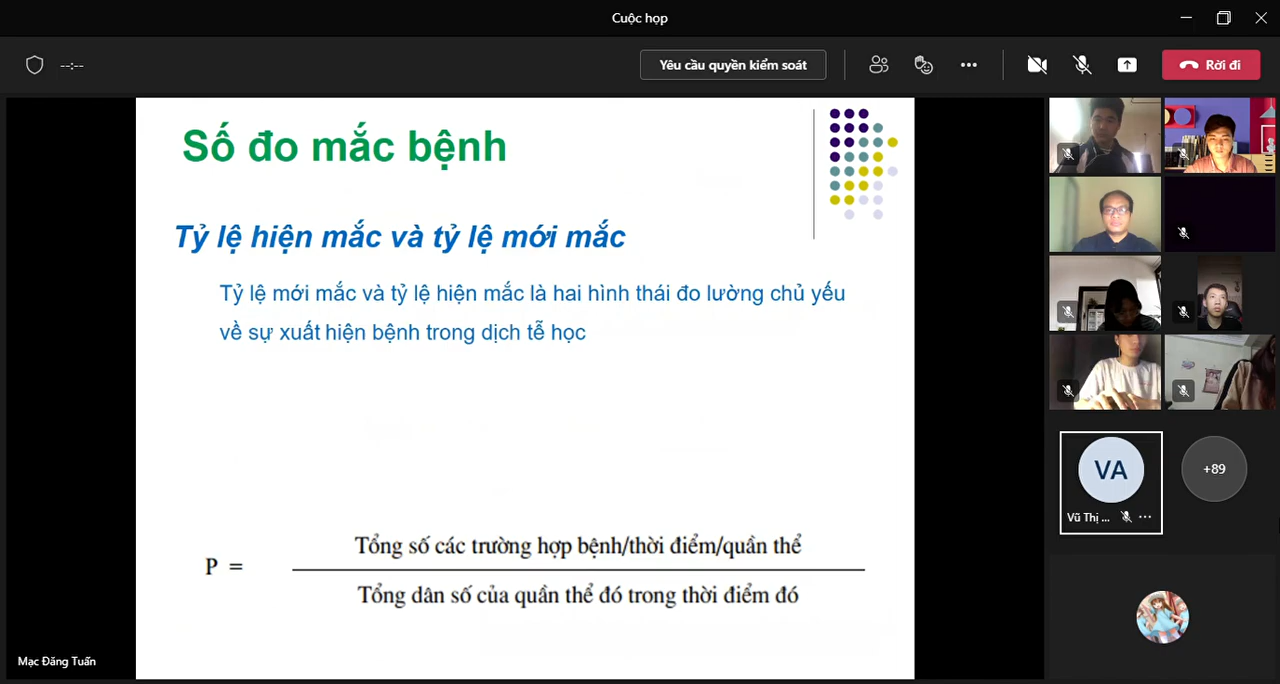 Cuộc họp
--:--
Yêu cầu quyền kiểm soát
Rời đi
Số đo mắc bệnh
Tỷ lệ hiện mắc và tỷ lệ mới mắc
Tỷ lệ mới mắc và tỷ lệ hiện mắc là hai hình thái đo lường chủ yếu
về sự xuất hiện bệnh trong dịch tễ học
P =
Tổng số các trường hợp bệnh/thời điểm/quần thể
Tổng dân số của quần thể đó trong thời điểm đó
Mạc Đăng Tuấn
VA
Vũ Thị ...
+89